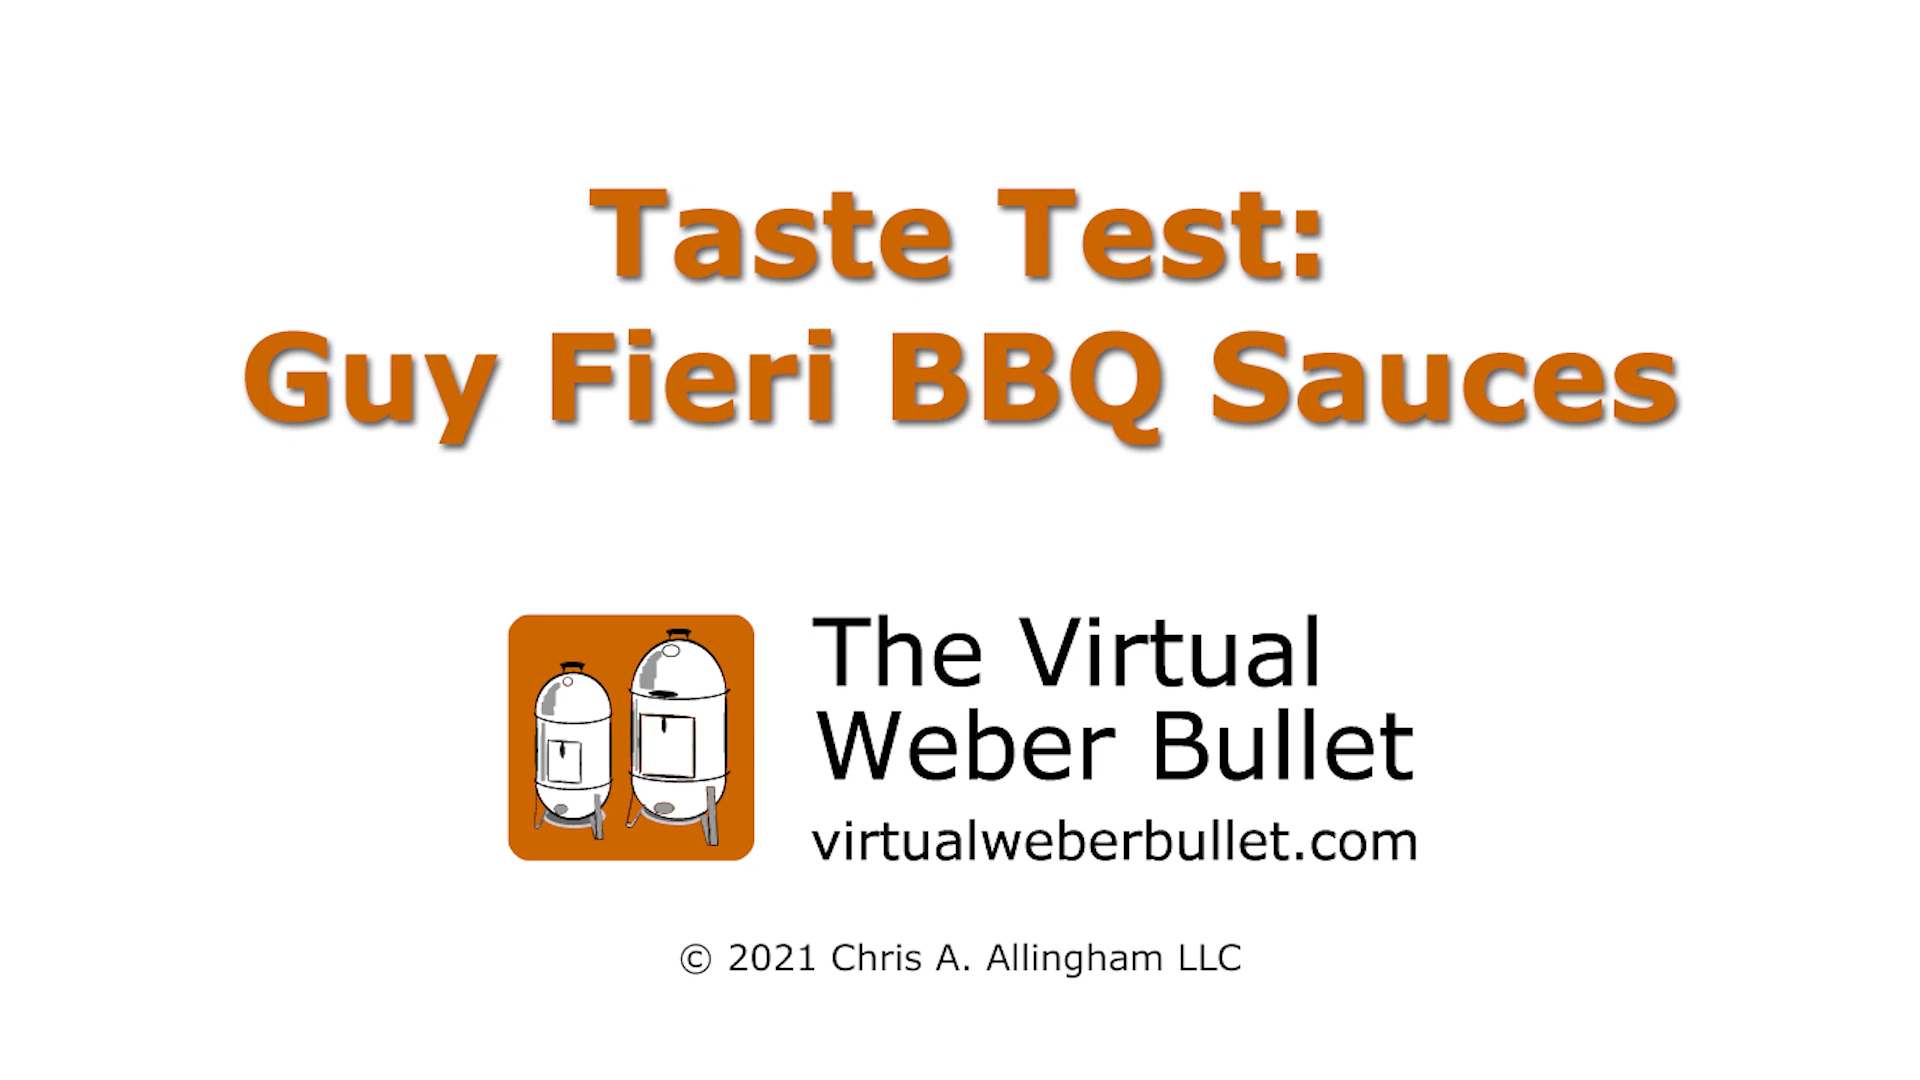 Taste Test:
Guy Fieri BBQ Sauces
The Virtual
Weber Bullet
virtualweberbullet.com
© 2021 Chris A. Allingham LLC